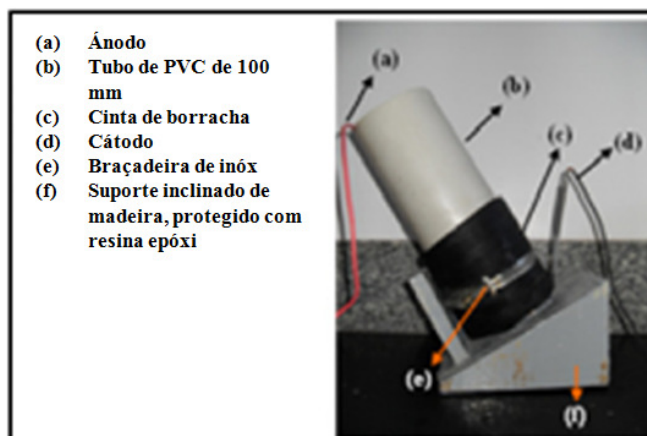 (a) Ánodo
(b) Tubo de PVC de 100
mm
(c) Cinta de borracha
(d) Cátodo
(e) Braçadeira de inóx
(f) Suporte inclinado de
madeira, protegido com
resina epóxi
(a)
(b)
(c)
(d)
(e)
(f)